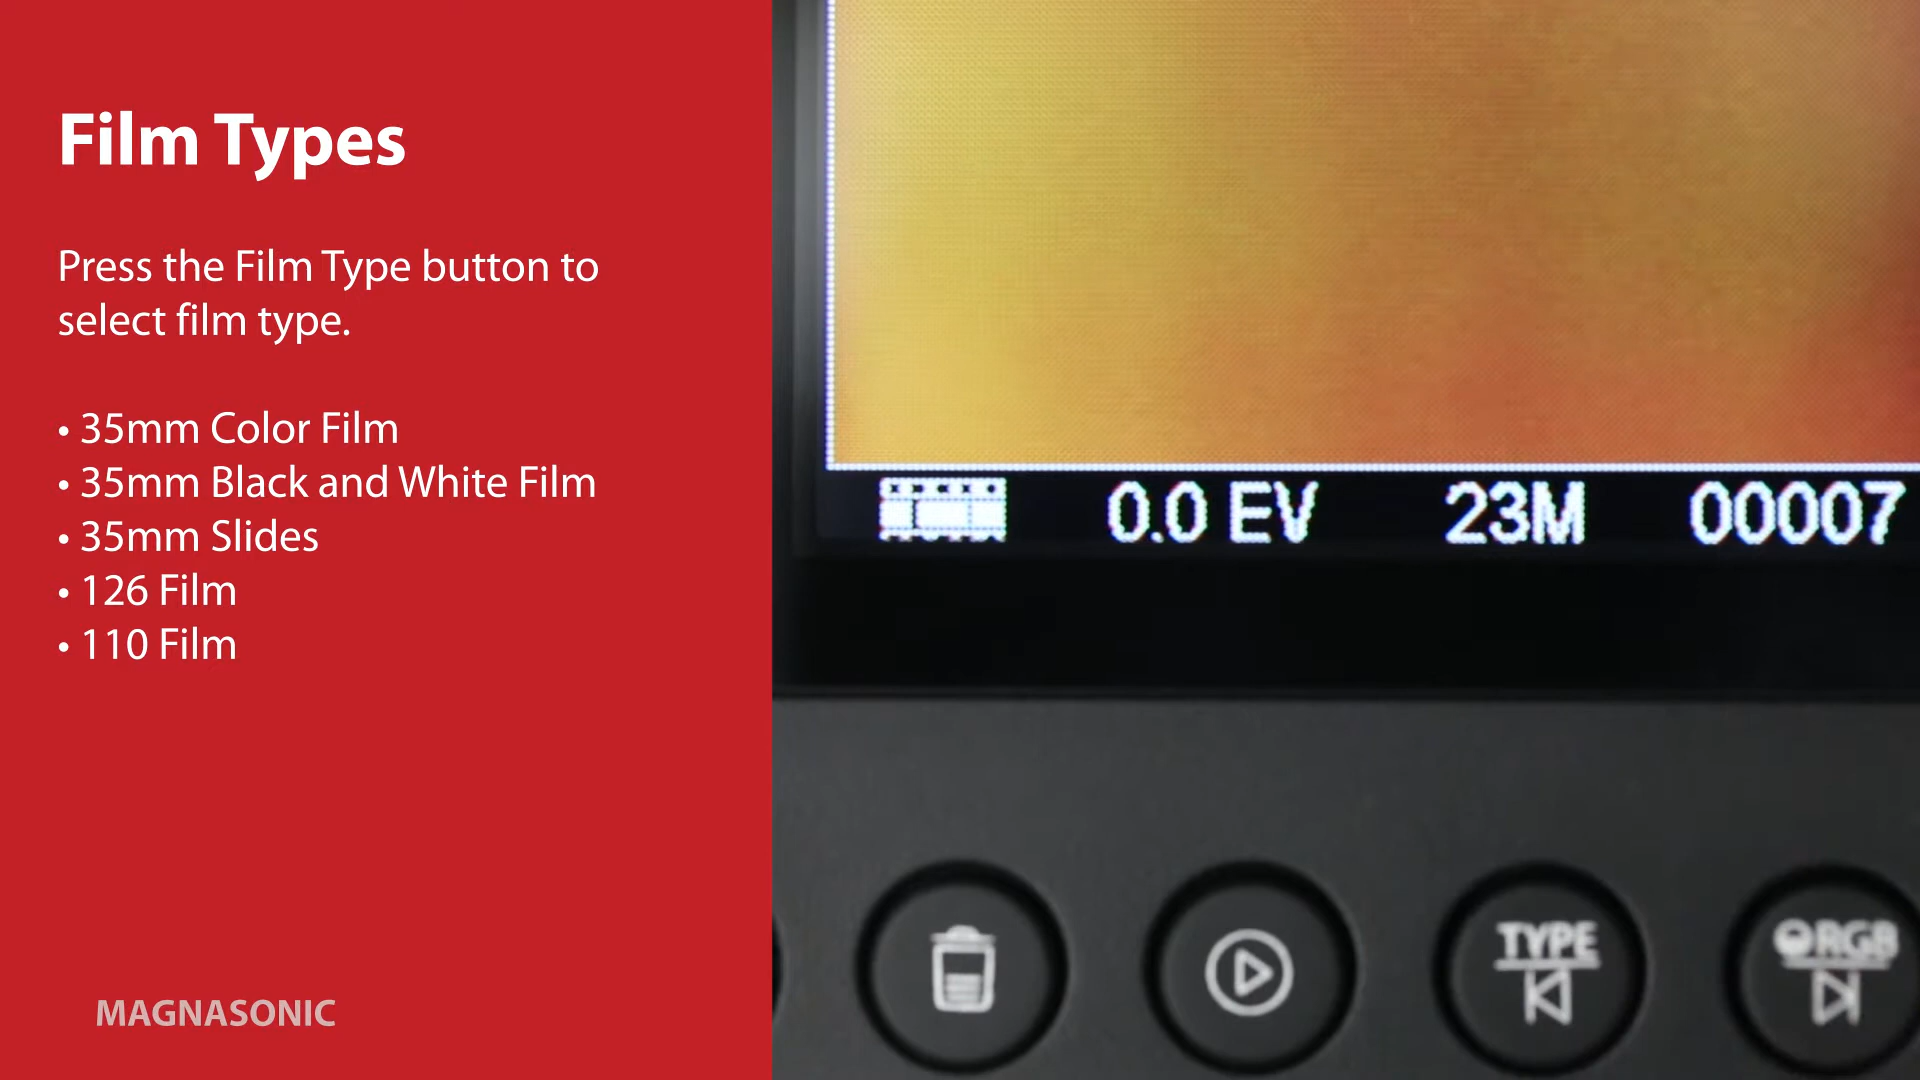 Film Types
Press the Film Type button to
select film type.
• 35mm Color Film
• 35mm Black and White Film
• 35mm Slides
• 126 Film
• 110 Film
MAGNASONIC
0.0 EV 23M 00007
TYPE RGB